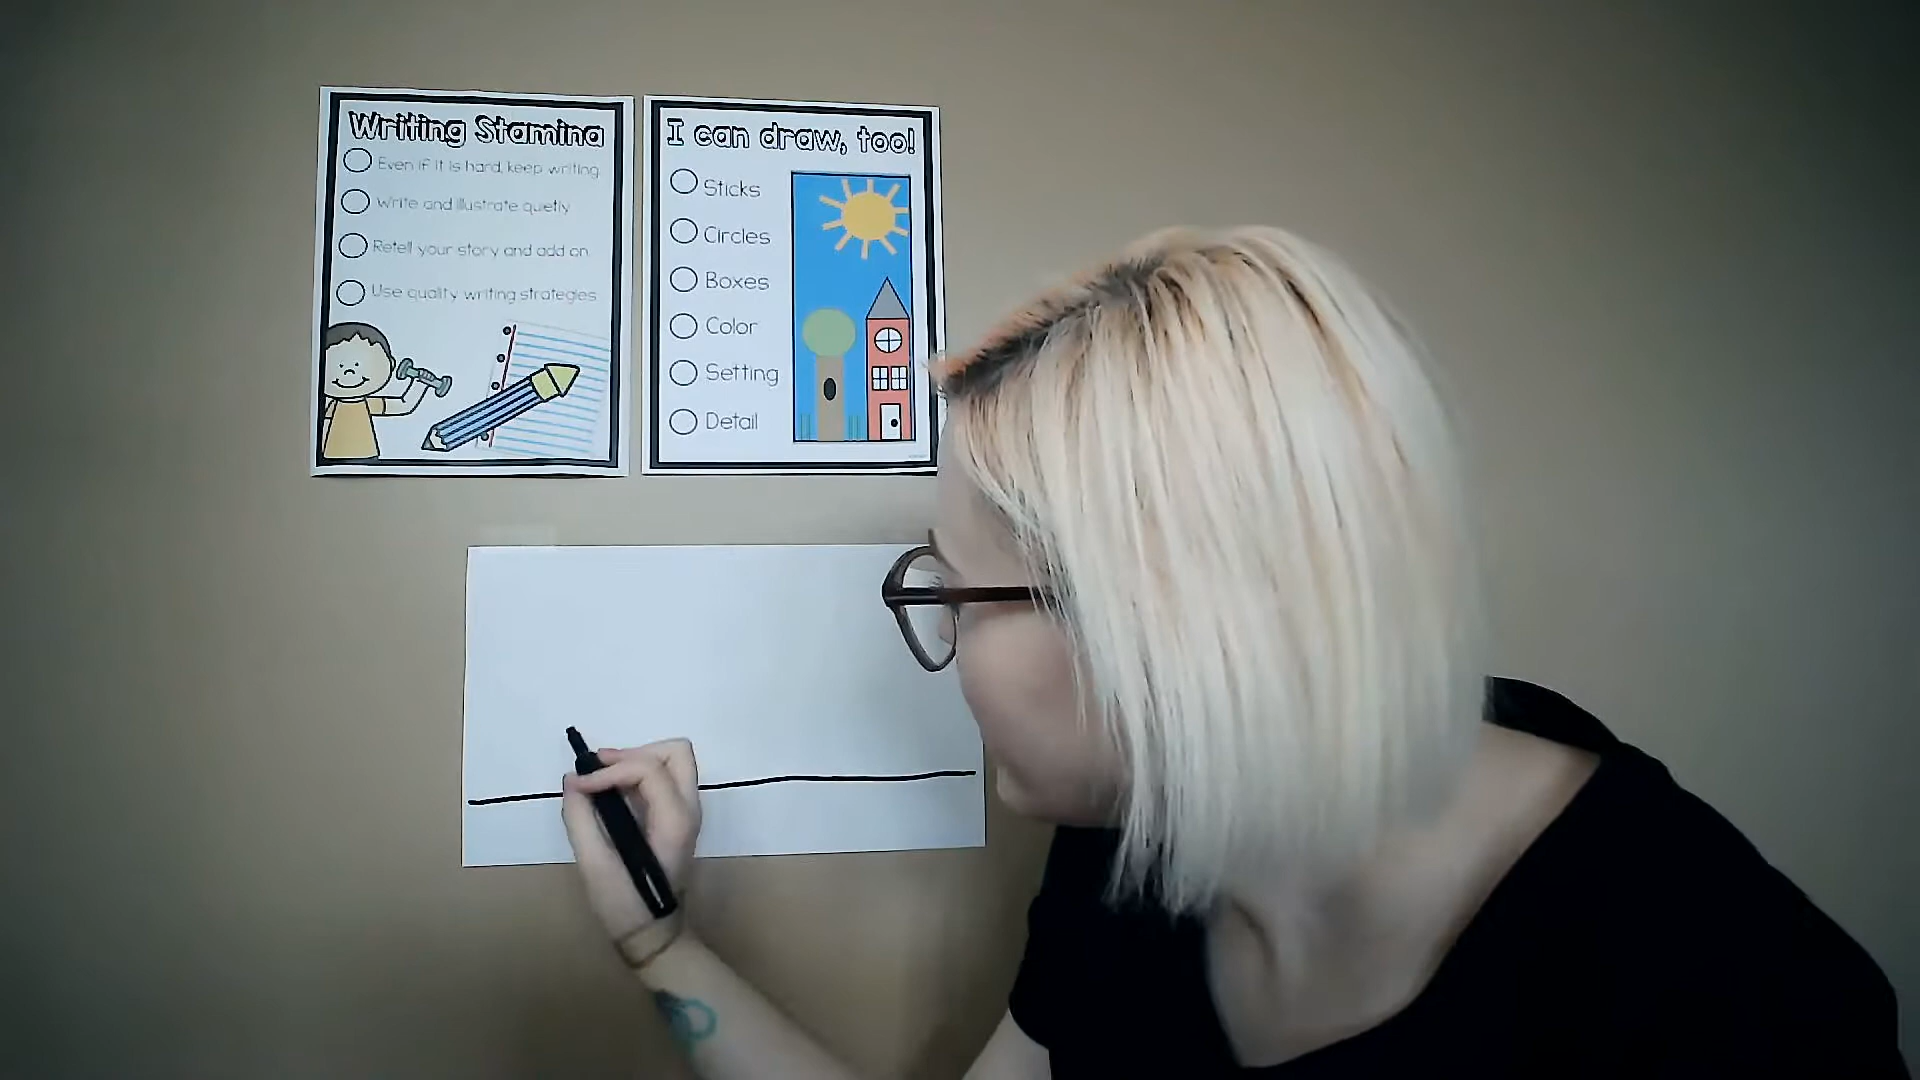 Writing Stamina
Even if it is hard, keep writing
Write and illustrate quietly
Retell your story and add on
Use quality writing strategies
I can draw, too!
Sticks
Circles
Boxes
Color
Setting
Detail